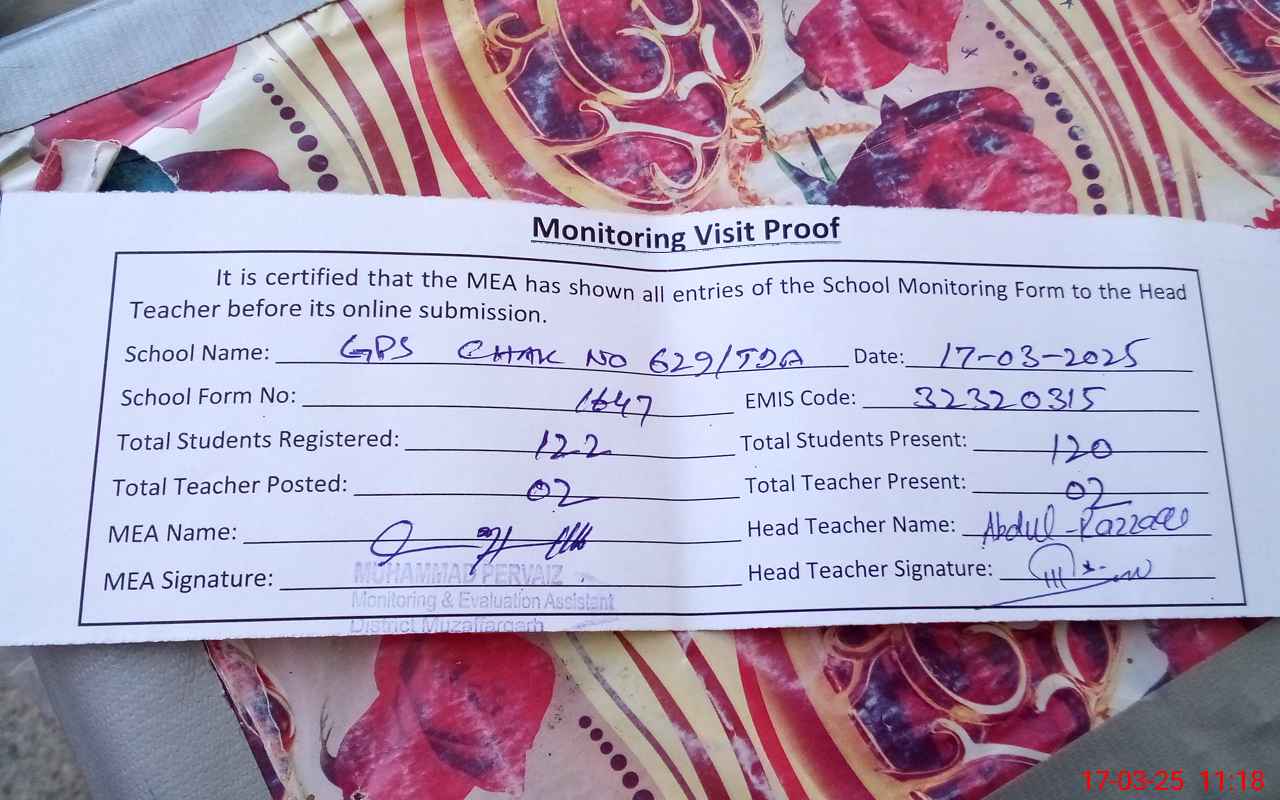 Monitoring Visit Proof
It is certified that the MEA has shown all entries of the School Monitoring Form to the Head
Teacher before its online submission.
School Name: GPS CHAK NO 629/TDA Date: 17-03-2025
School Form No: 1647 EMIS Code: 32320315
Total Students Registered: 122 Total Students Present: 120
Total Teacher Posted: 02 Total Teacher Present: 02
MEA Name: Head Teacher Name: Abdul-Razzaq
MEA Signature: Head Teacher Signature:
MUHAMMAD PERVAIZ
Monitoring & Evaluation Assistant
District Muzaffargarh
17-03-25 11:18